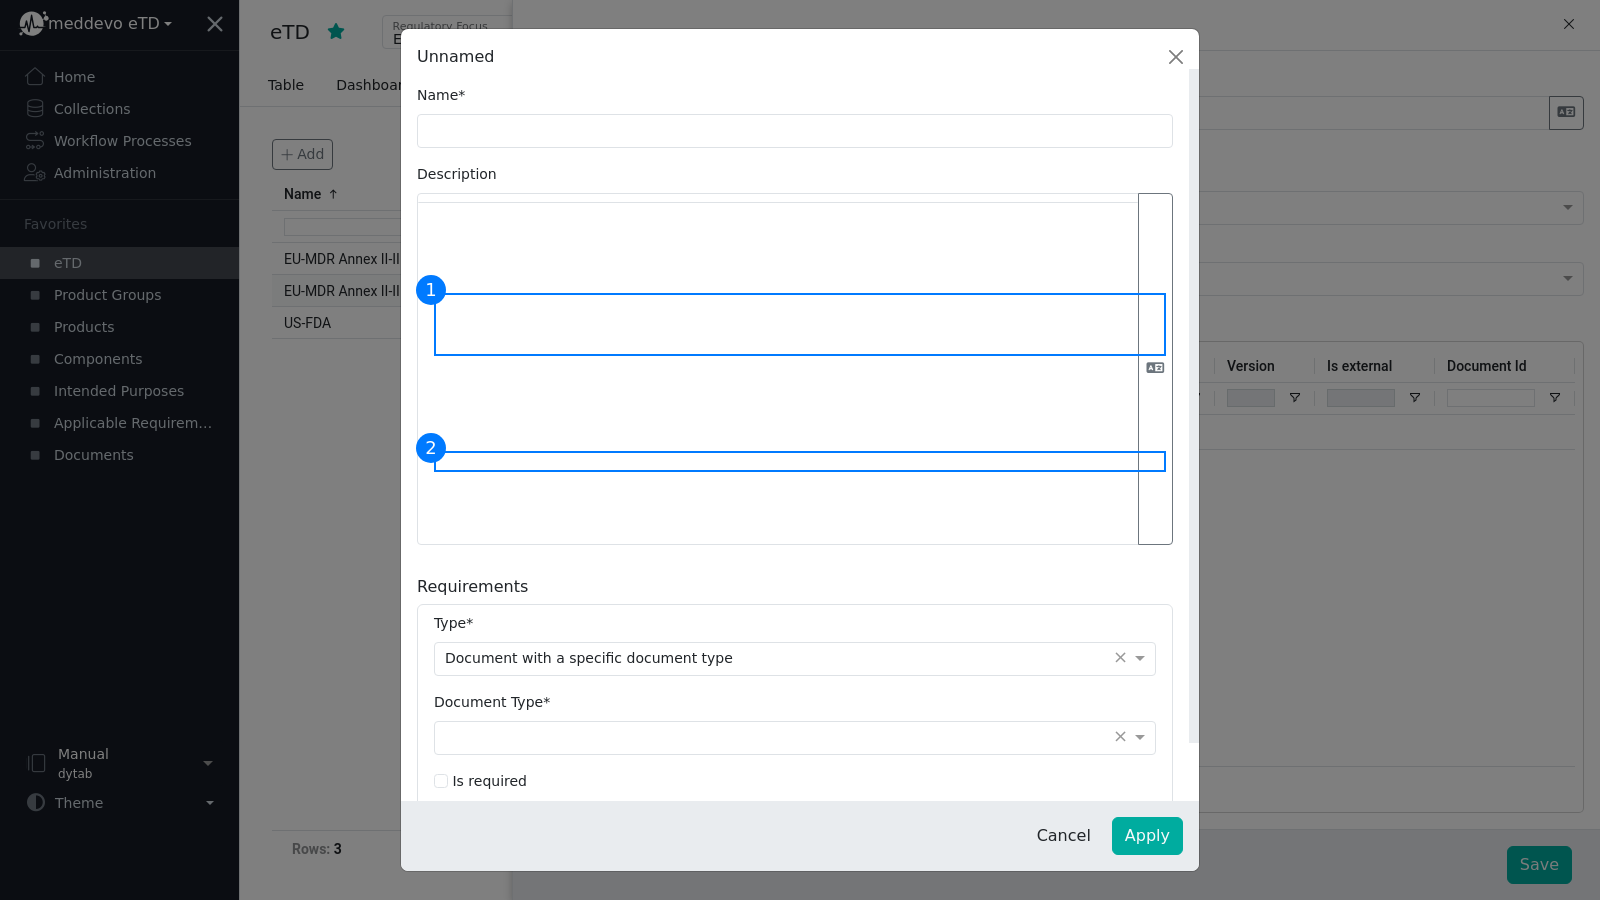 meddevo eTD
Home
Collections
Workflow Processes
Administration
Favorites
eTD
Product Groups
Products
Components
Intended Purposes
Applicable Requirem...
Documents
Manual
dytab
Theme
eTD
Regulatory Focus
E
Table
Dashboar
+ Add
Name ↑
EU-MDR Annex II-II
EU-MDR Annex II-II
US-FDA
Rows: 3
Unnamed
Name*
Description
1
2
Requirements
Type*
Document with a specific document type
Document Type*
Is required
Cancel
Apply
Version
Is external
Document Id
Save